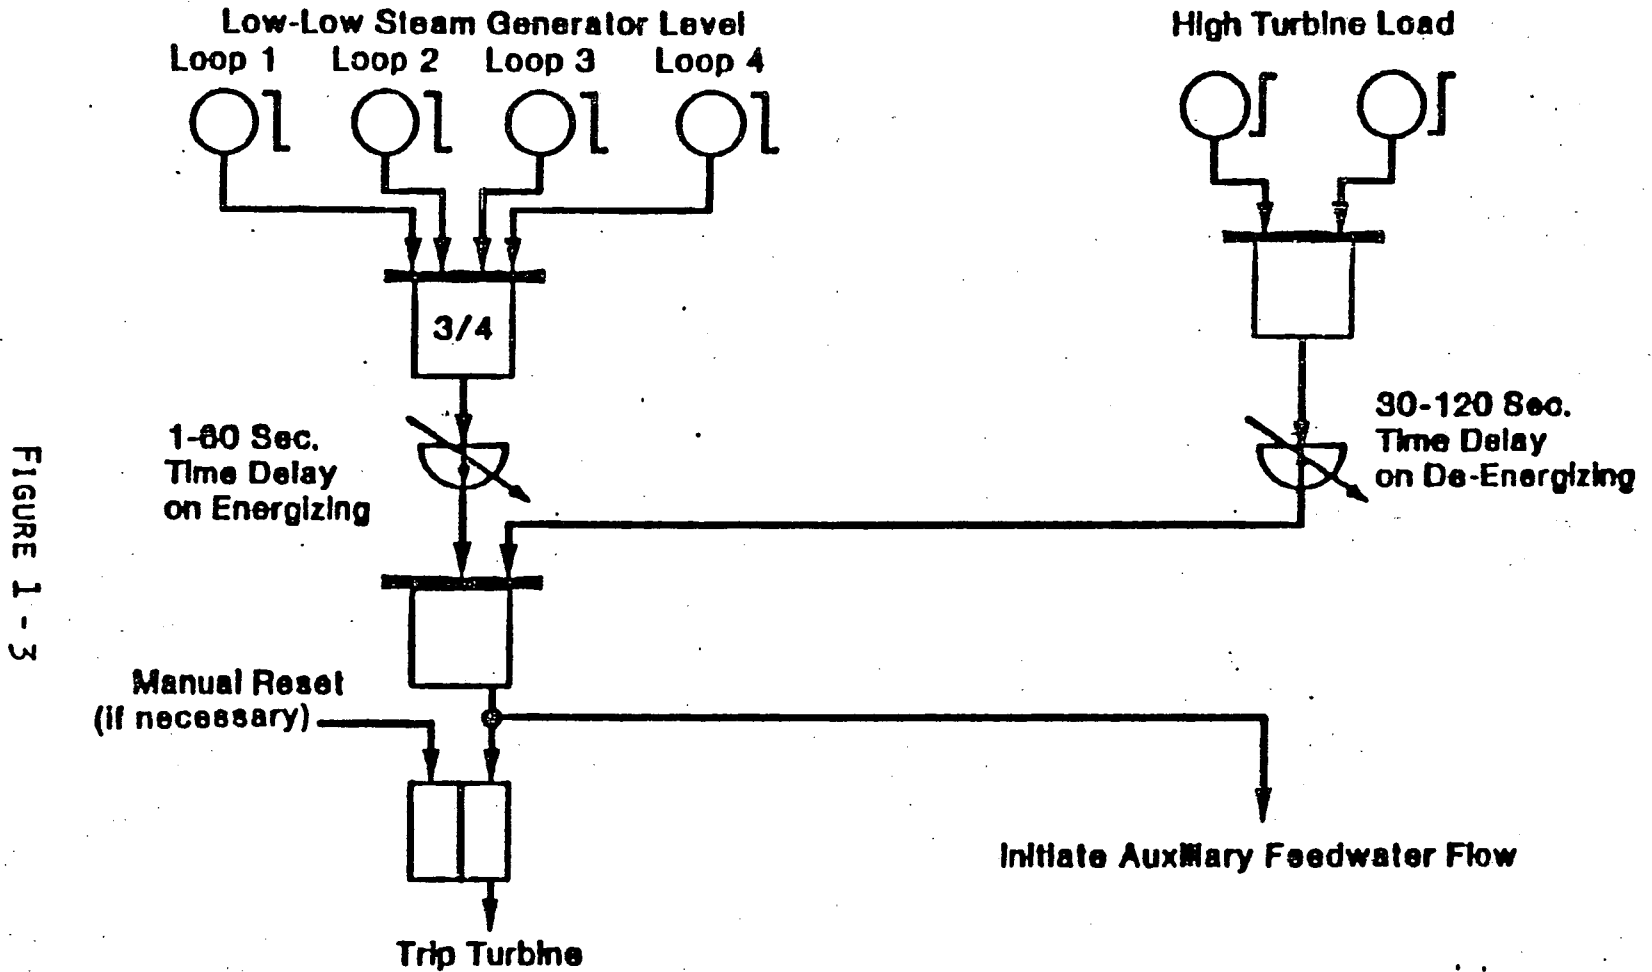 Low-Low Steam Generator Level
Loop 1 Loop 2 Loop 3 Loop 4
High Turbine Load
3/4
1-60 Sec.
Time Delay
on Energizing
30-120 Sec.
Time Delay
on De-Energizing
Manual Reset
(if necessary)
Initiate Auxiliary Feedwater Flow
Trip Turbine
FIGURE 1 - 3